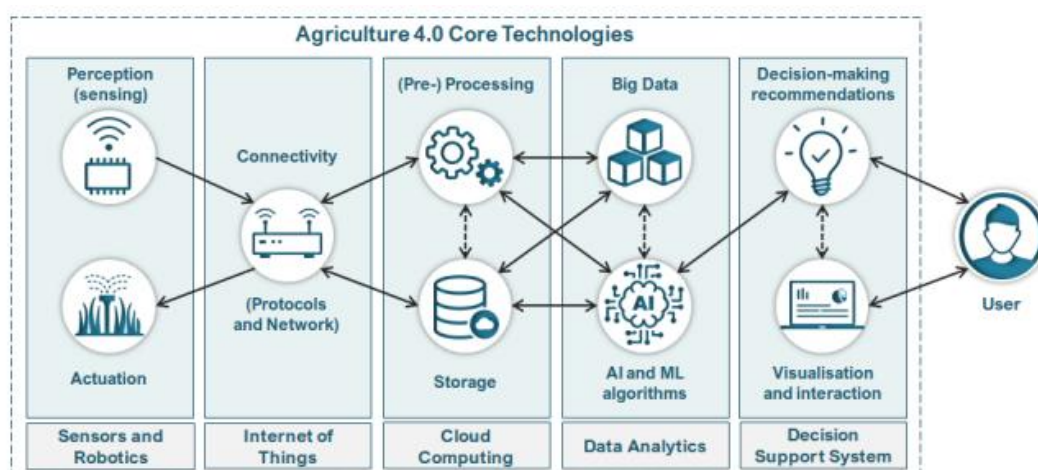 Agriculture 4.0 Core Technologies
Perception
(sensing)
Actuation
Sensors and
Robotics
Connectivity
(Protocols
and Network)
Internet of
Things
(Pre-) Processing
Storage
Cloud
Computing
Big Data
AI
AI and ML
algorithms
Data Analytics
Decision-making
recommendations
Visualisation
and interaction
Decision
Support System
User